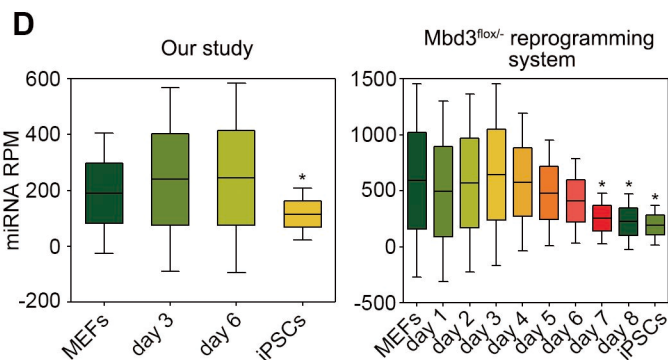 D
Our study
Mbd3flox/- reprogramming
system
miRNA RPM
600
400
200
0
-200
*
MEFs
day 3
day 6
iPSCs
1500
1000
500
0
-500
* * *
MEFs
day 1
day 2
day 3
day 4
day 5
day 6
day 7
day 8
iPSCs